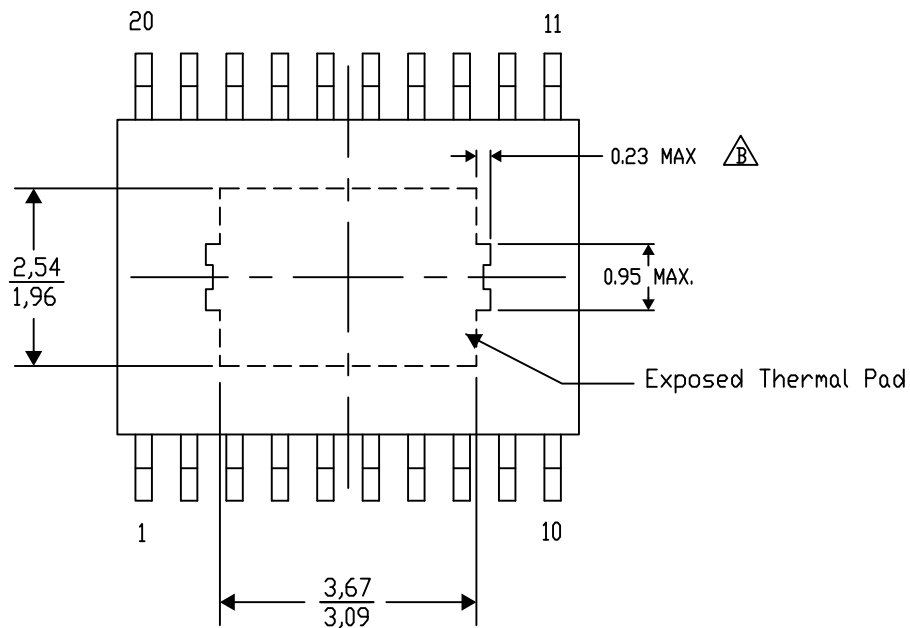 20
11
0.23 MAX
B
2,54
1,96
0.95 MAX.
Exposed Thermal Pad
1
10
3,67
3,09